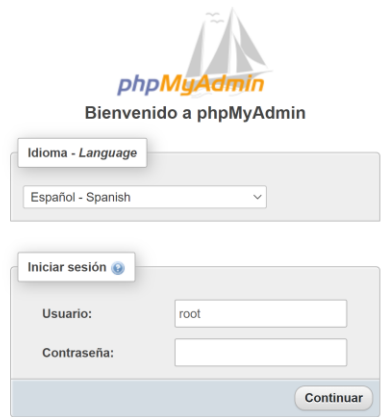 phpMyAdmin
Bienvenido a phpMyAdmin
Idioma - Language
Español - Spanish
Iniciar sesión
Usuario: root
Contraseña:
Continuar